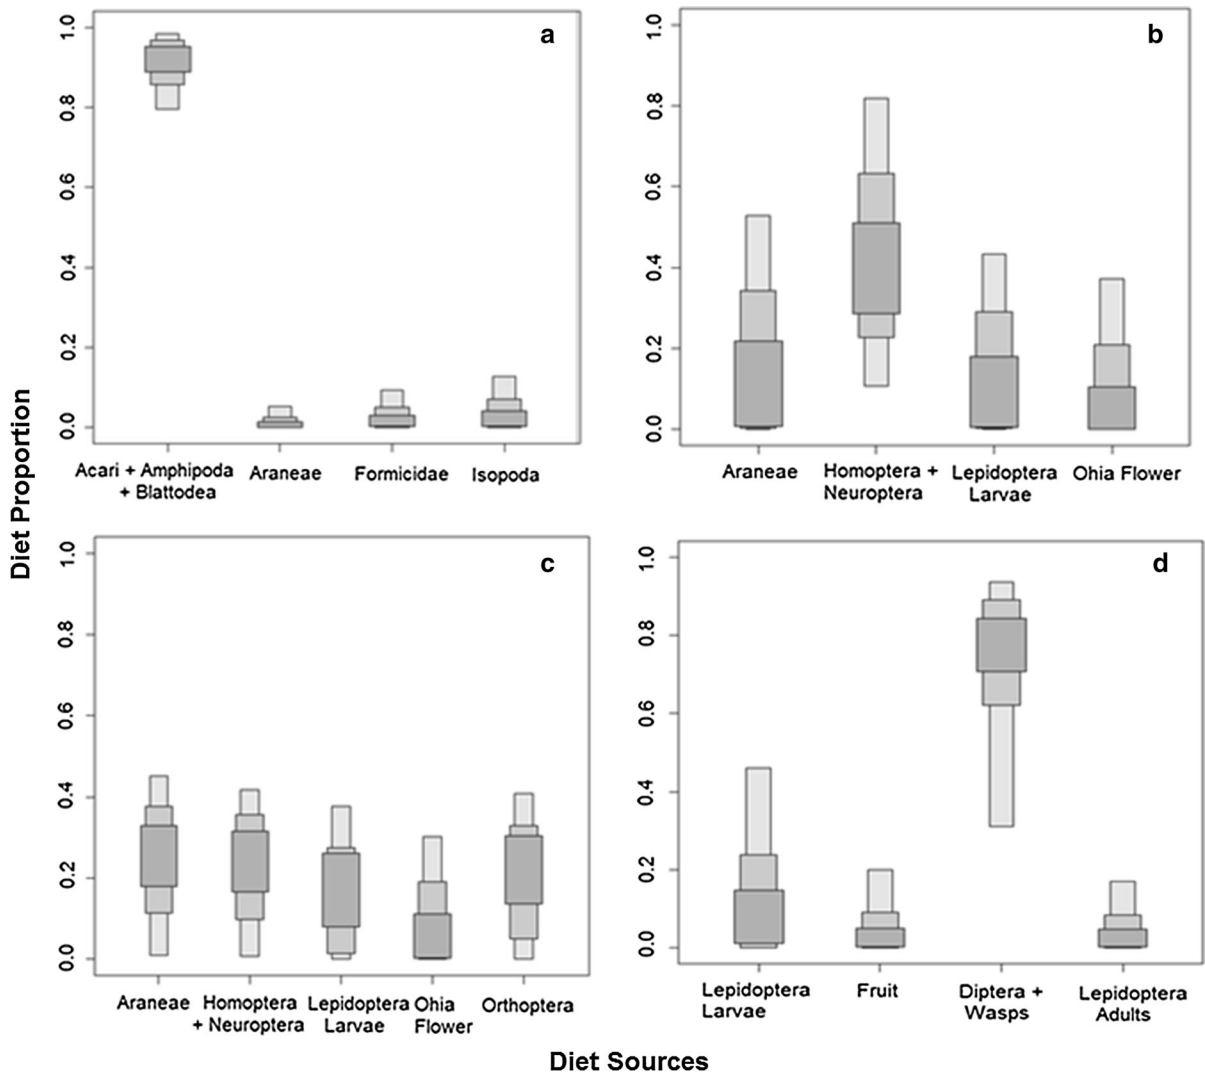 a
1.0
0.8
0.6
0.4
0.2
0.0
Acari + Amphipoda
+ Blattodea
Araneae
Formicidae
Isopoda
b
1.0
0.8
0.6
0.4
0.2
0.0
Araneae
Homoptera +
Neuroptera
Lepidoptera
Larvae
Ohia Flower
Diet Proportion
c
1.0
0.8
0.6
0.4
0.2
0.0
Araneae
Homoptera
+ Neuroptera
Lepidoptera
Larvae
Ohia
Flower
Orthoptera
d
1.0
0.8
0.6
0.4
0.2
0.0
Lepidoptera
Larvae
Fruit
Diptera +
Wasps
Lepidoptera
Adults
Diet Sources